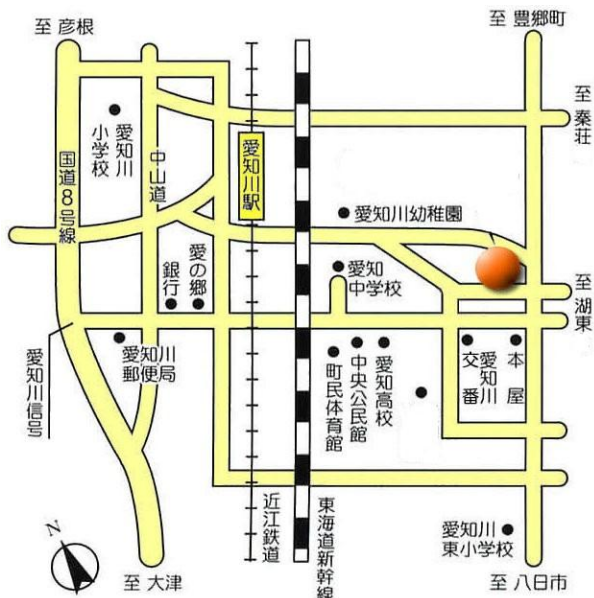 至 彦根
至 豊郷町
至 秦荘
愛知川
小学校
国道8号線
中山道
愛知川駅
愛知川幼稚園
愛知
中学校
愛の郷
銀行
至 湖東
愛知川信号
愛知川
郵便局
町民体育館
中央公民館
愛知高校
愛知川
交番
本屋
近江鉄道
東海道新幹線
愛知川
東小学校
N
至 大津
至 八日市